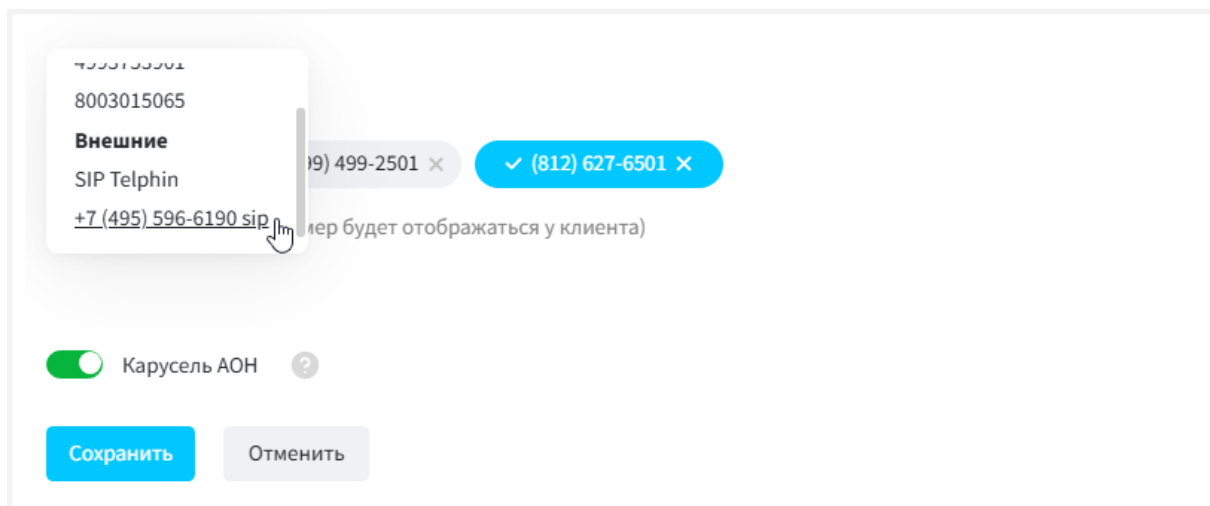 8003015065
Внешние
SIP Telphin
+7 (495) 596-6190 sip
99) 499-2501
(812) 627-6501
мер будет отображаться у клиента)
Карусель АОН
?
Сохранить
Отменить